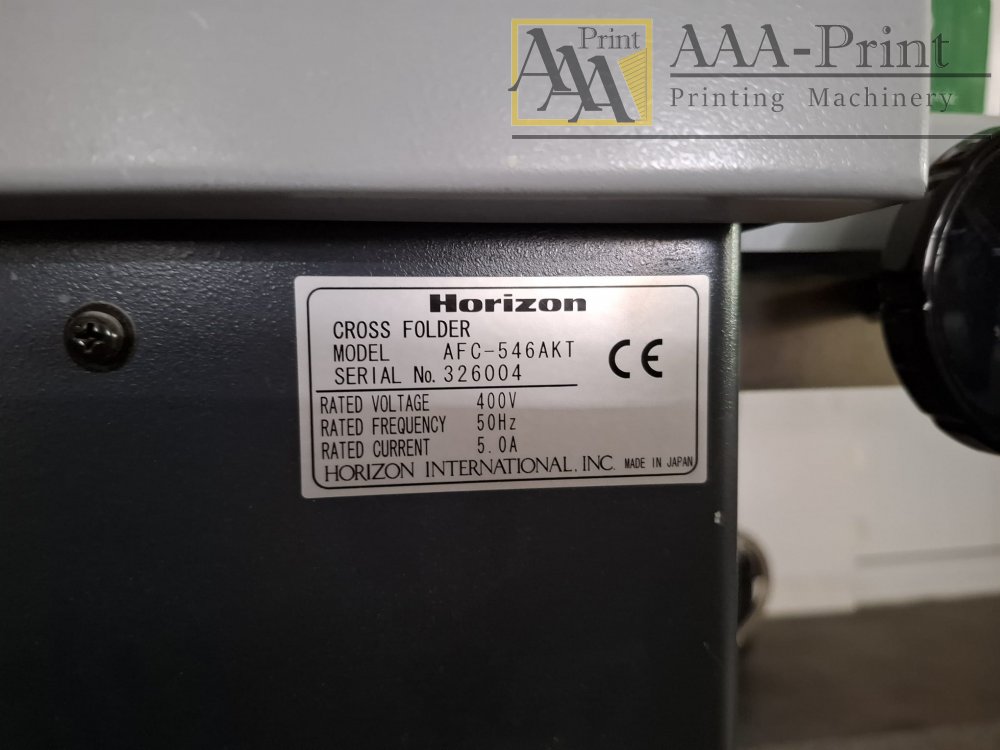 Print
AAA
AAA-Print
Printing Machinery
Horizon
CROSS FOLDER
MODEL AFC-546AKT
SERIAL No. 326004
CE
RATED VOLTAGE 400V
RATED FREQUENCY 50Hz
RATED CURRENT 5.0A
HORIZON INTERNATIONAL, INC. MADE IN JAPAN